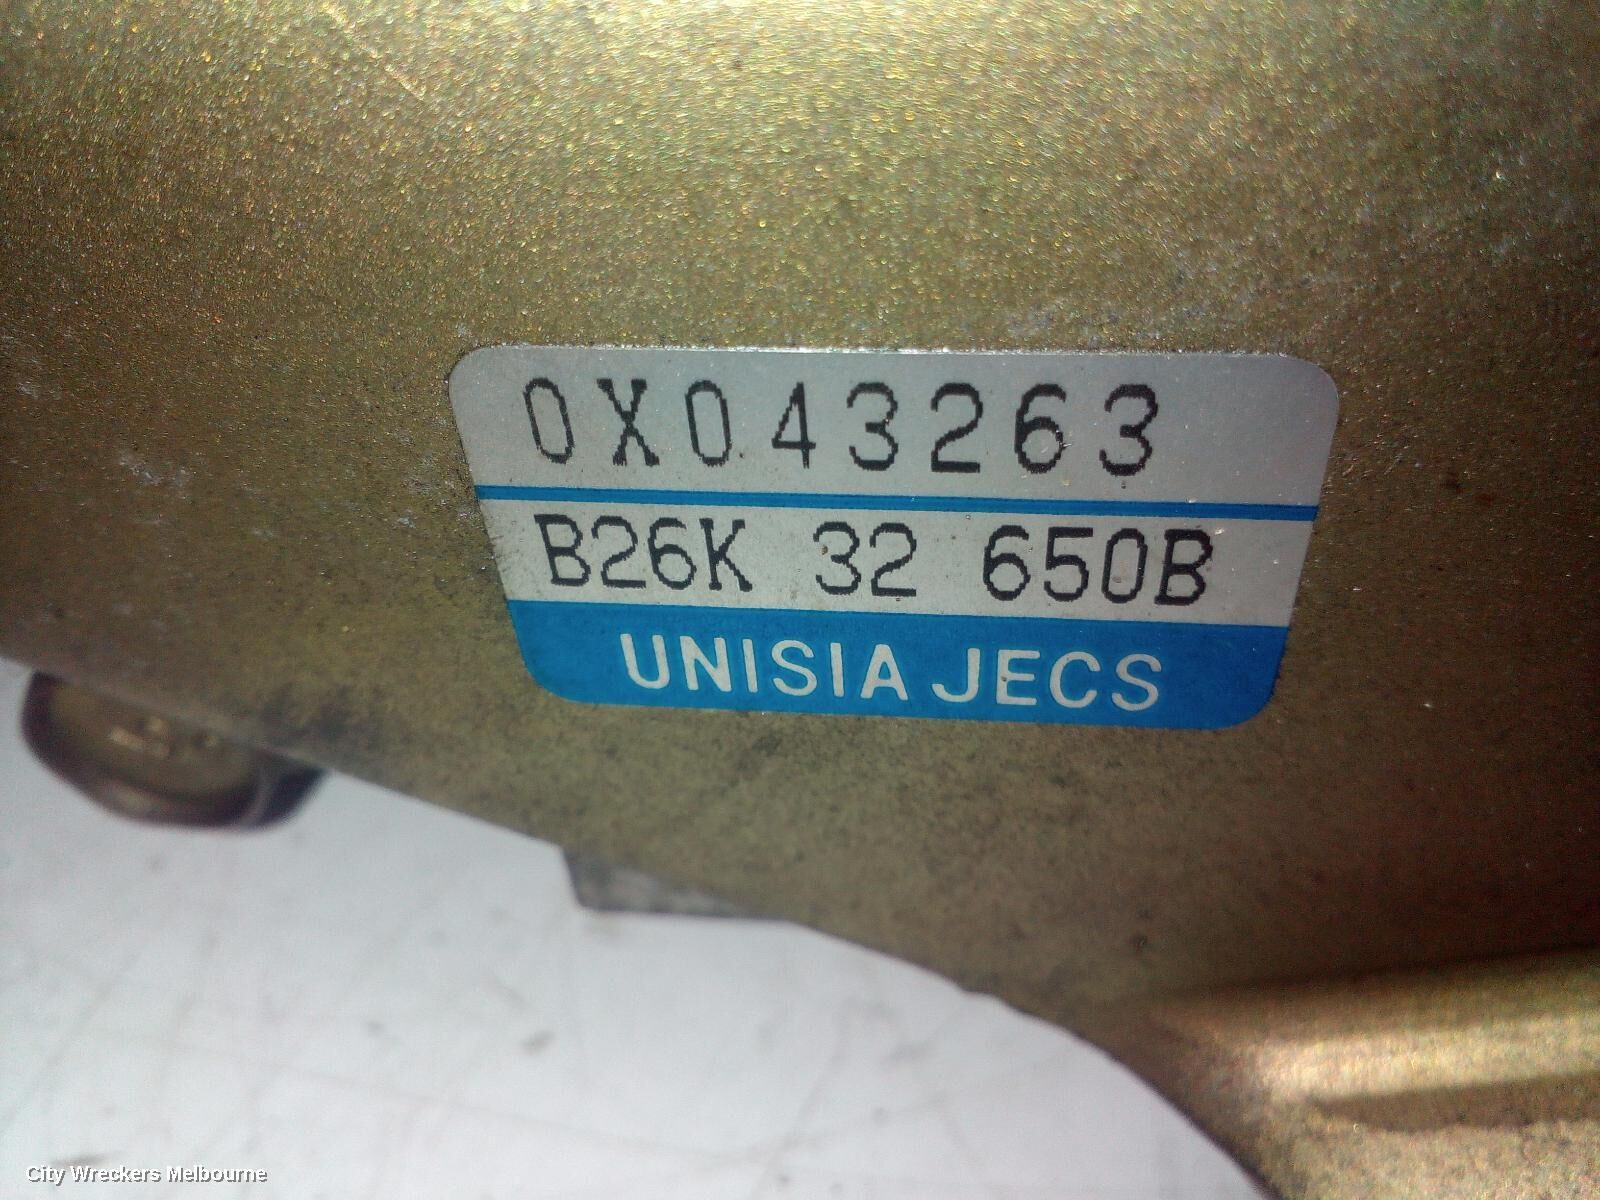 0X043263
B26K 32 650B
UNISIA JECS
City Wreckers Melbourne